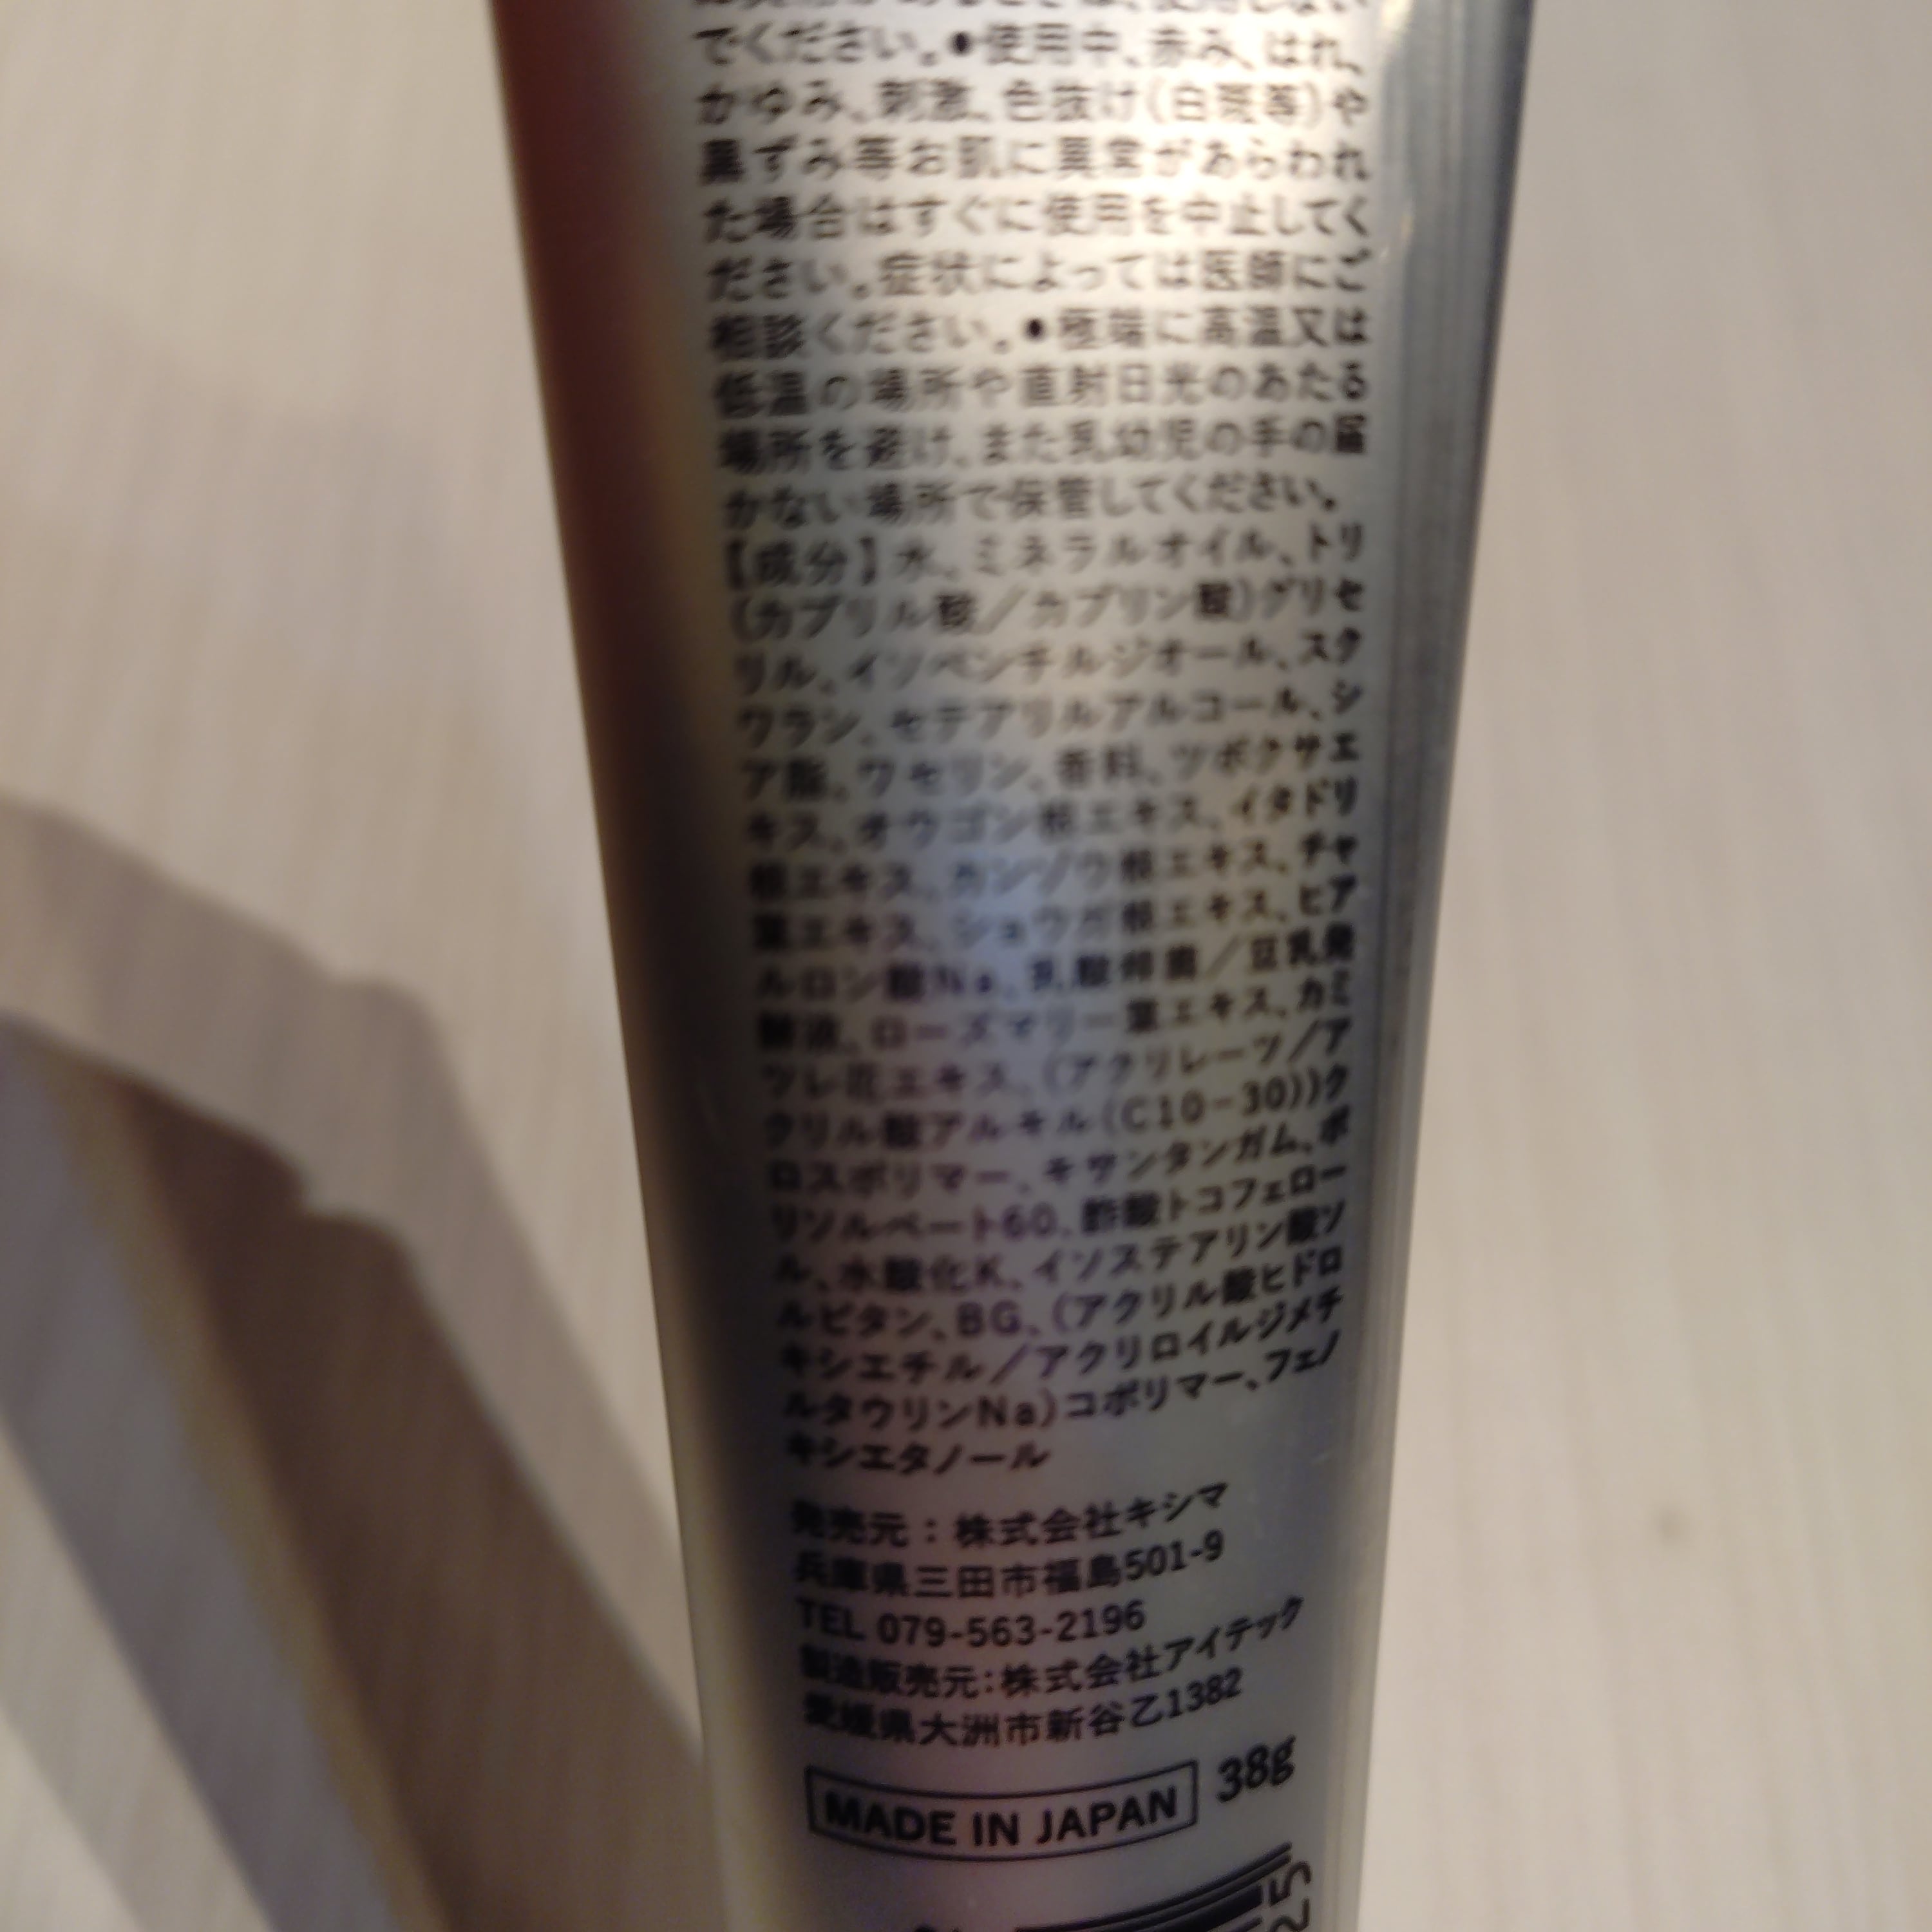 でください。●使用中、赤み、はれ、
かゆみ、刺激、色抜け(白斑等)や
黒ずみ等お肌に異常があらわれ
た場合はすぐに使用を中止してく
ださい。症状によっては医師にご
相談ください。●極端に高温又は
低温の場所や直射日光のあたる
場所を避け、また乳幼児の手の届
かない場所で保管してください。
【成分】水、ミネラルオイル、トリ
(カプリル酸／カプリン酸)グリセ
リル、イソペンチルジオール、スク
ワラン、セテアリルアルコール、シ
ア脂、ワセリン、香料、ツボクサエ
キス、オウゴン根エキス、イタドリ
根エキス、カンゾウ根エキス、チャ
葉エキス、ショウガ根エキス、ヒア
ルロン酸Na、乳酸桿菌／豆乳発
酵液、ローズマリー葉エキス、カミ
ツレ花エキス、(アクリレーツ／ア
クリル酸アルキル(C10-30))ク
ロスポリマー、キサンタンガム、ポ
リソルベート60、酢酸トコフェロー
ル、水酸化K、イソステアリン酸ソ
ルビタン、BG、(アクリル酸ヒドロ
キシエチル／アクリロイルジメチ
ルタウリンNa)コポリマー、フェノ
キシエタノール
発売元：株式会社キシマ
兵庫県三田市福島501-9
TEL 079-563-2196
製造販売元：株式会社アイテック
愛媛県大洲市新谷乙1382
MADE IN JAPAN 38g
25